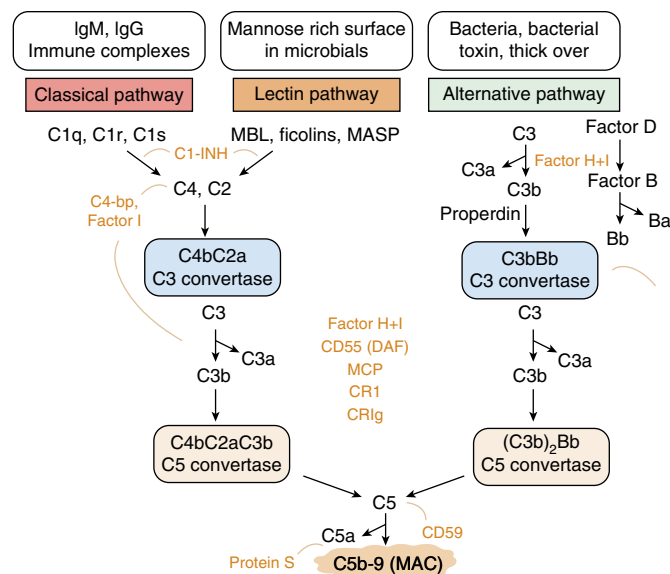 IgM, IgG
Immune complexes
Mannose rich surface
in microbials
Bacteria, bacterial
toxin, thick over
Classical pathway
Lectin pathway
Alternative pathway
C1q, C1r, C1s
MBL, ficolins, MASP
C3
Factor D
C1-INH
C3a
Factor H+I
C4-bp,
Factor I
C4, C2
C3b
Factor B
Properdin
Ba
Bb
C4bC2a
C3 convertase
C3bBb
C3 convertase
C3
C3
Factor H+I
CD55 (DAF)
MCP
CR1
CRIg
C3a
C3a
C3b
C3b
C4bC2aC3b
C5 convertase
(C3b)2Bb
C5 convertase
C5
C5a
CD59
Protein S
C5b-9 (MAC)